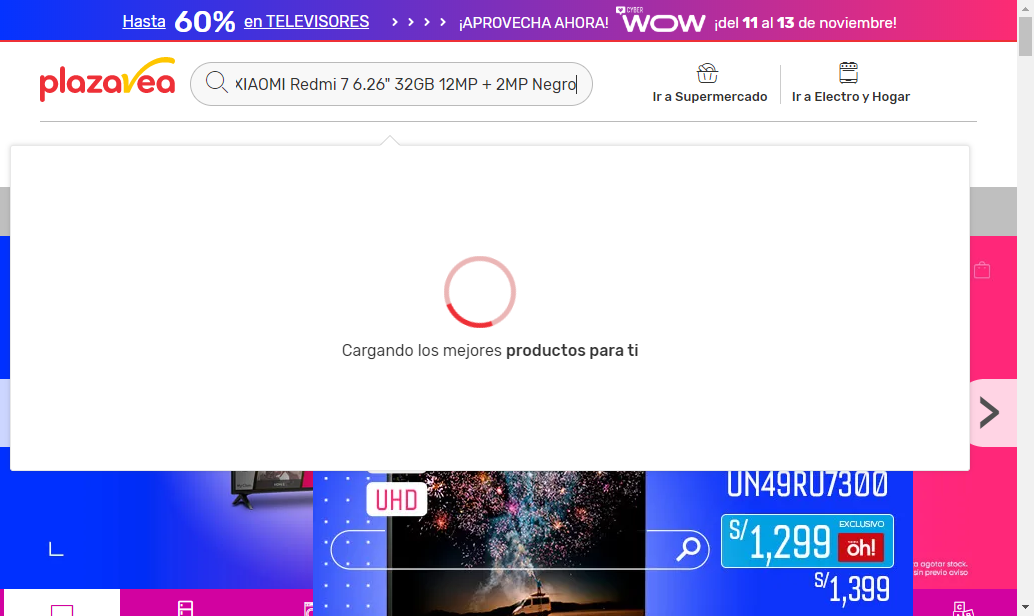 Hasta 60% en TELEVISORES > > > > ¡APROVECHA AHORA! CYBER WOW ¡del 11 al 13 de noviembre!
plazavea
XIAOMI Redmi 7 6.26" 32GB 12MP + 2MP Negro
Ir a Supermercado
Ir a Electro y Hogar
Cargando los mejores productos para ti
>
UHD
UN49RU7300
S/1,299
EXCLUSIVO
oh!
S/1,399
a agotar stock.
sin previo aviso